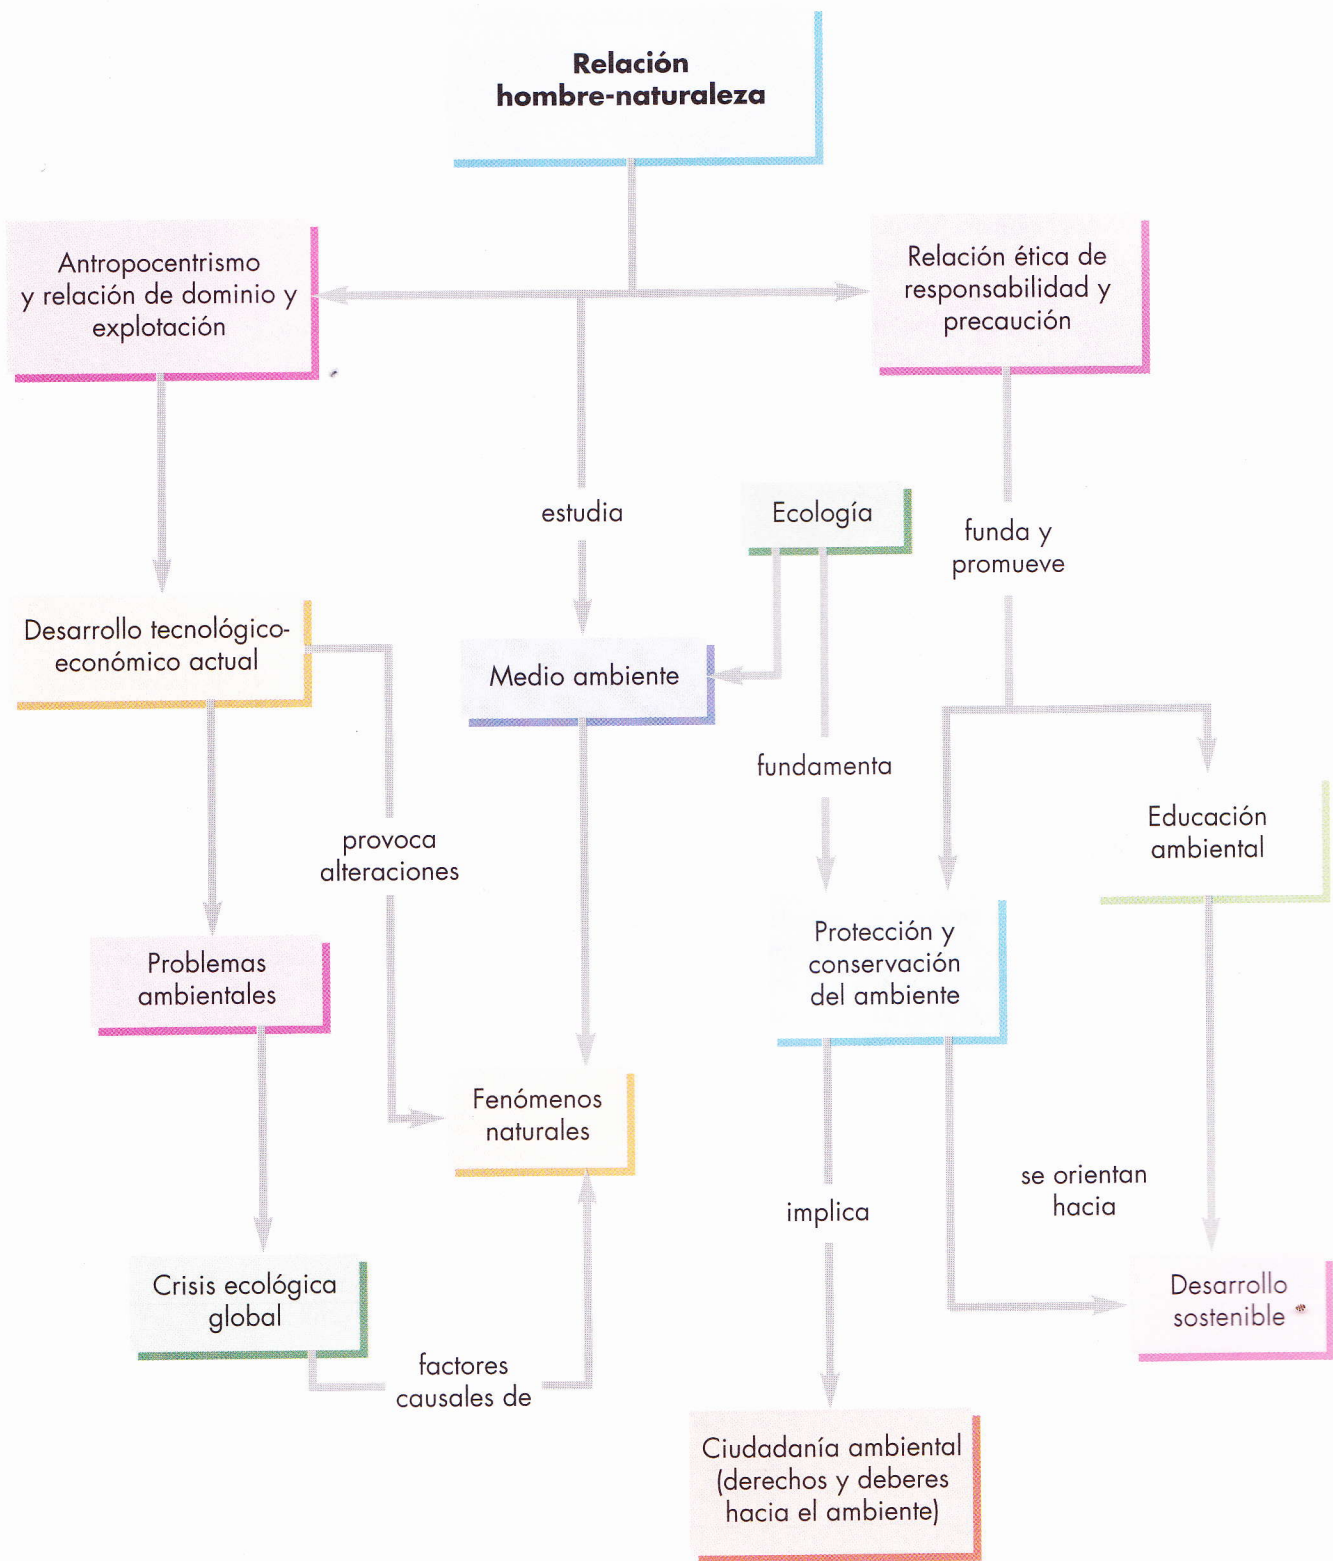 Relación
hombre-naturaleza
Antropocentrismo
y relación de dominio y
explotación
Relación ética de
responsabilidad y
precaución
estudia
Ecología
funda y
promueve
Desarrollo tecnológico-
económico actual
Medio ambiente
fundamenta
provoca
alteraciones
Educación
ambiental
Problemas
ambientales
Protección y
conservación
del ambiente
Fenómenos
naturales
implica
se orientan
hacia
Crisis ecológica
global
Desarrollo
sostenible
factores
causales de
Ciudadanía ambiental
(derechos y deberes
hacia el ambiente)